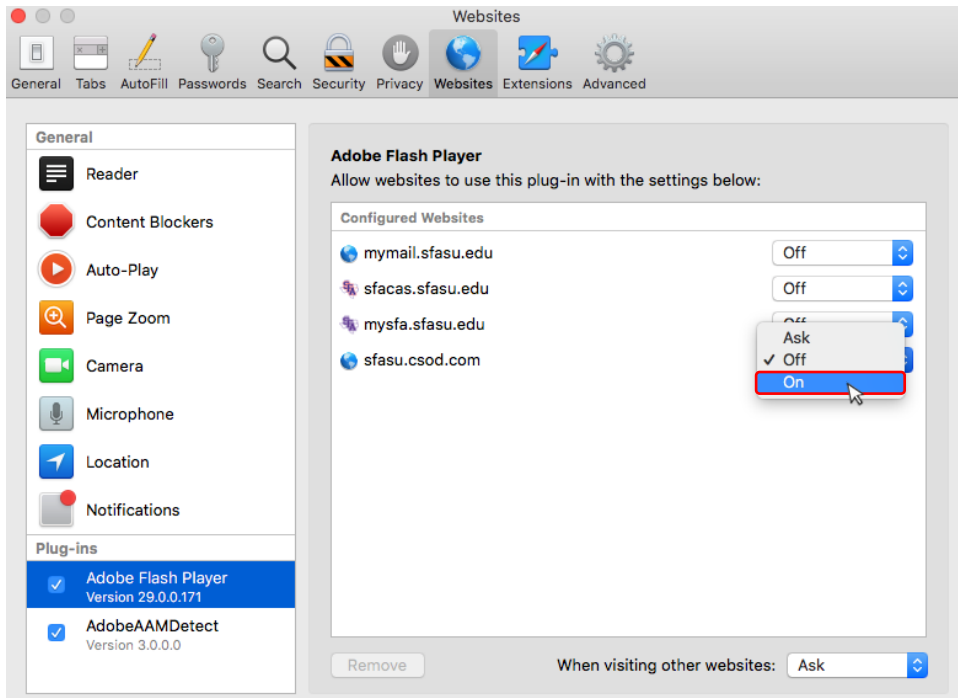 Websites
General Tabs AutoFill Passwords Search Security Privacy Websites Extensions Advanced
General
Reader
Content Blockers
Auto-Play
Page Zoom
Camera
Microphone
Location
Notifications
Plug-ins
Adobe Flash Player
Version 29.0.0.171
AdobeAAMDetect
Version 3.0.0.0
Adobe Flash Player
Allow websites to use this plug-in with the settings below:
Configured Websites
mymail.sfasu.edu Off
sfacas.sfasu.edu Off
mysfa.sfasu.edu Off
sfasu.csod.com
Ask
✓ Off
On
Remove When visiting other websites: Ask